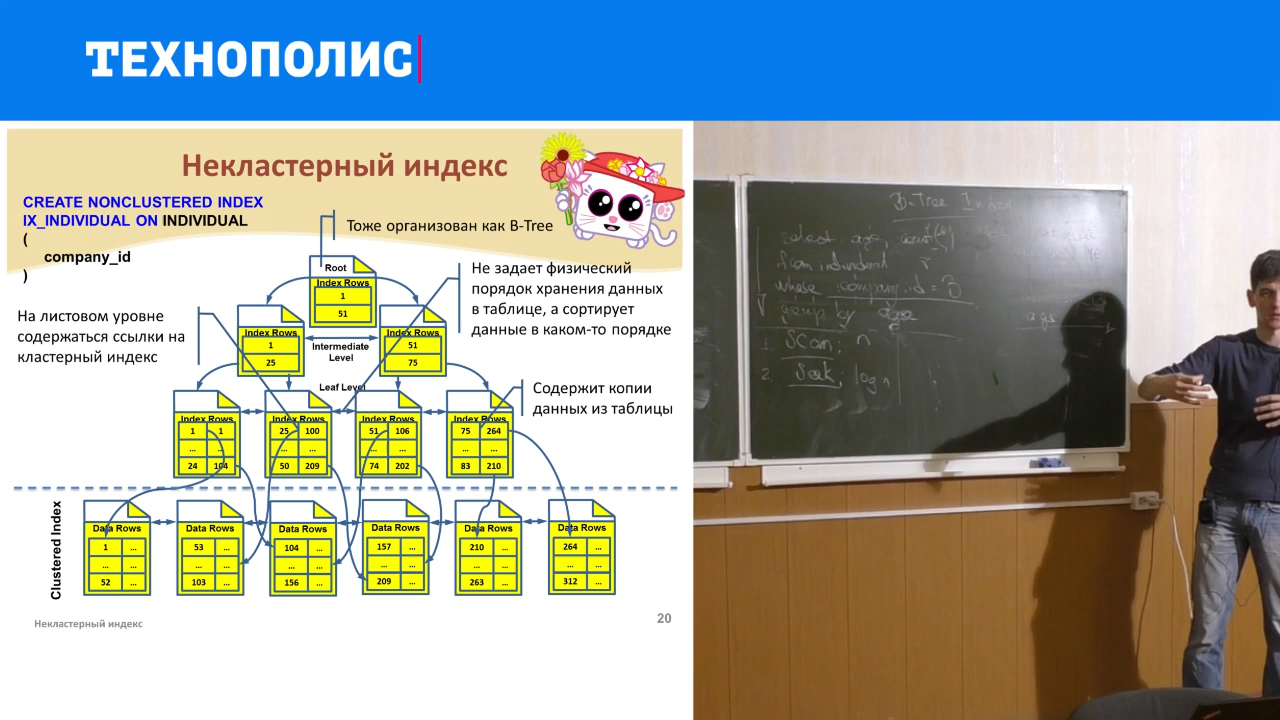 ТЕХНОПОЛИС
Некластерный индекс
CREATE NONCLUSTERED INDEX
IX_INDIVIDUAL ON INDIVIDUAL
(
company_id
)
Тоже организован как B-Tree
Не задает физический
порядок хранения данных
в таблице, а сортирует
данные в каком-то порядке
На листовом уровне
содержаться ссылки на
кластерный индекс
Содержит копии
данных из таблицы
Root
Index Rows
1
51
Index Rows
1
25
Intermediate
Level
Index Rows
51
75
Leaf Level
Index Rows
1 1
...
24 104
Index Rows
25 100
... ...
50 209
Index Rows
51 106
... ...
74 202
Index Rows
75 264
... ...
83 210
Clustered Index
Data Rows
1 ...
... ...
52 ...
Data Rows
53 ...
... ...
103 ...
Data Rows
104 ...
... ...
156 ...
Data Rows
157 ...
... ...
209 ...
Data Rows
210 ...
... ...
263 ...
Data Rows
264 ...
... ...
312 ...
Некластерный индекс
20
B-Tree
select age, count(*)
from individual
where company_id = 3
group by age
1. Scan: n
2. Seek: log n
age